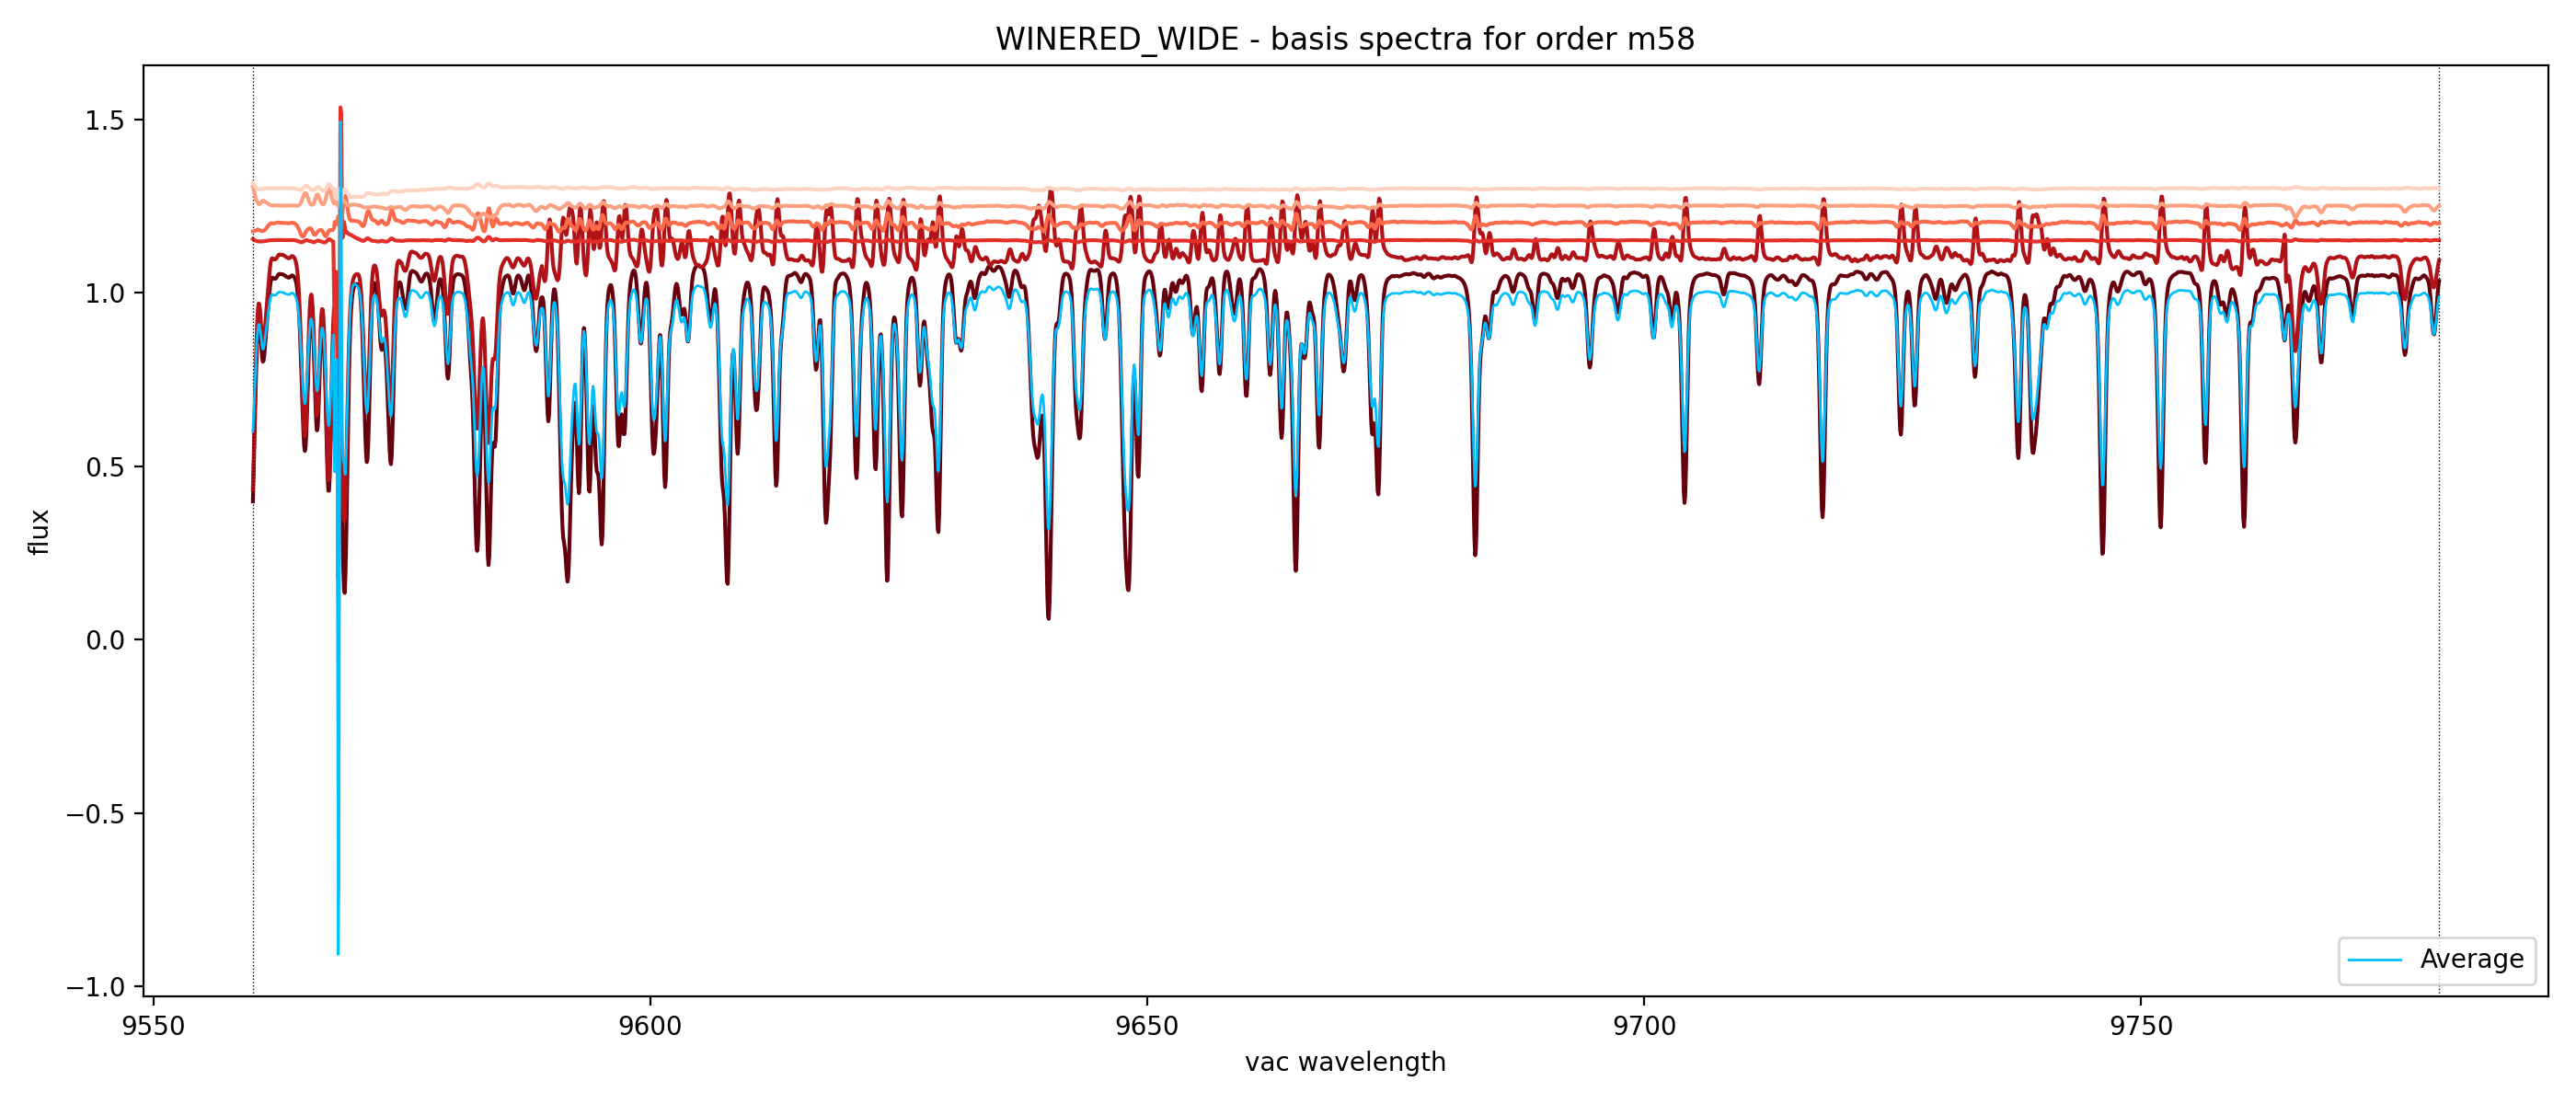 WINERED_WIDE - basis spectra for order m58
1.5
1.0
0.5
0.0
−0.5
−1.0
flux
Average
9550
9600
9650
9700
9750
vac wavelength